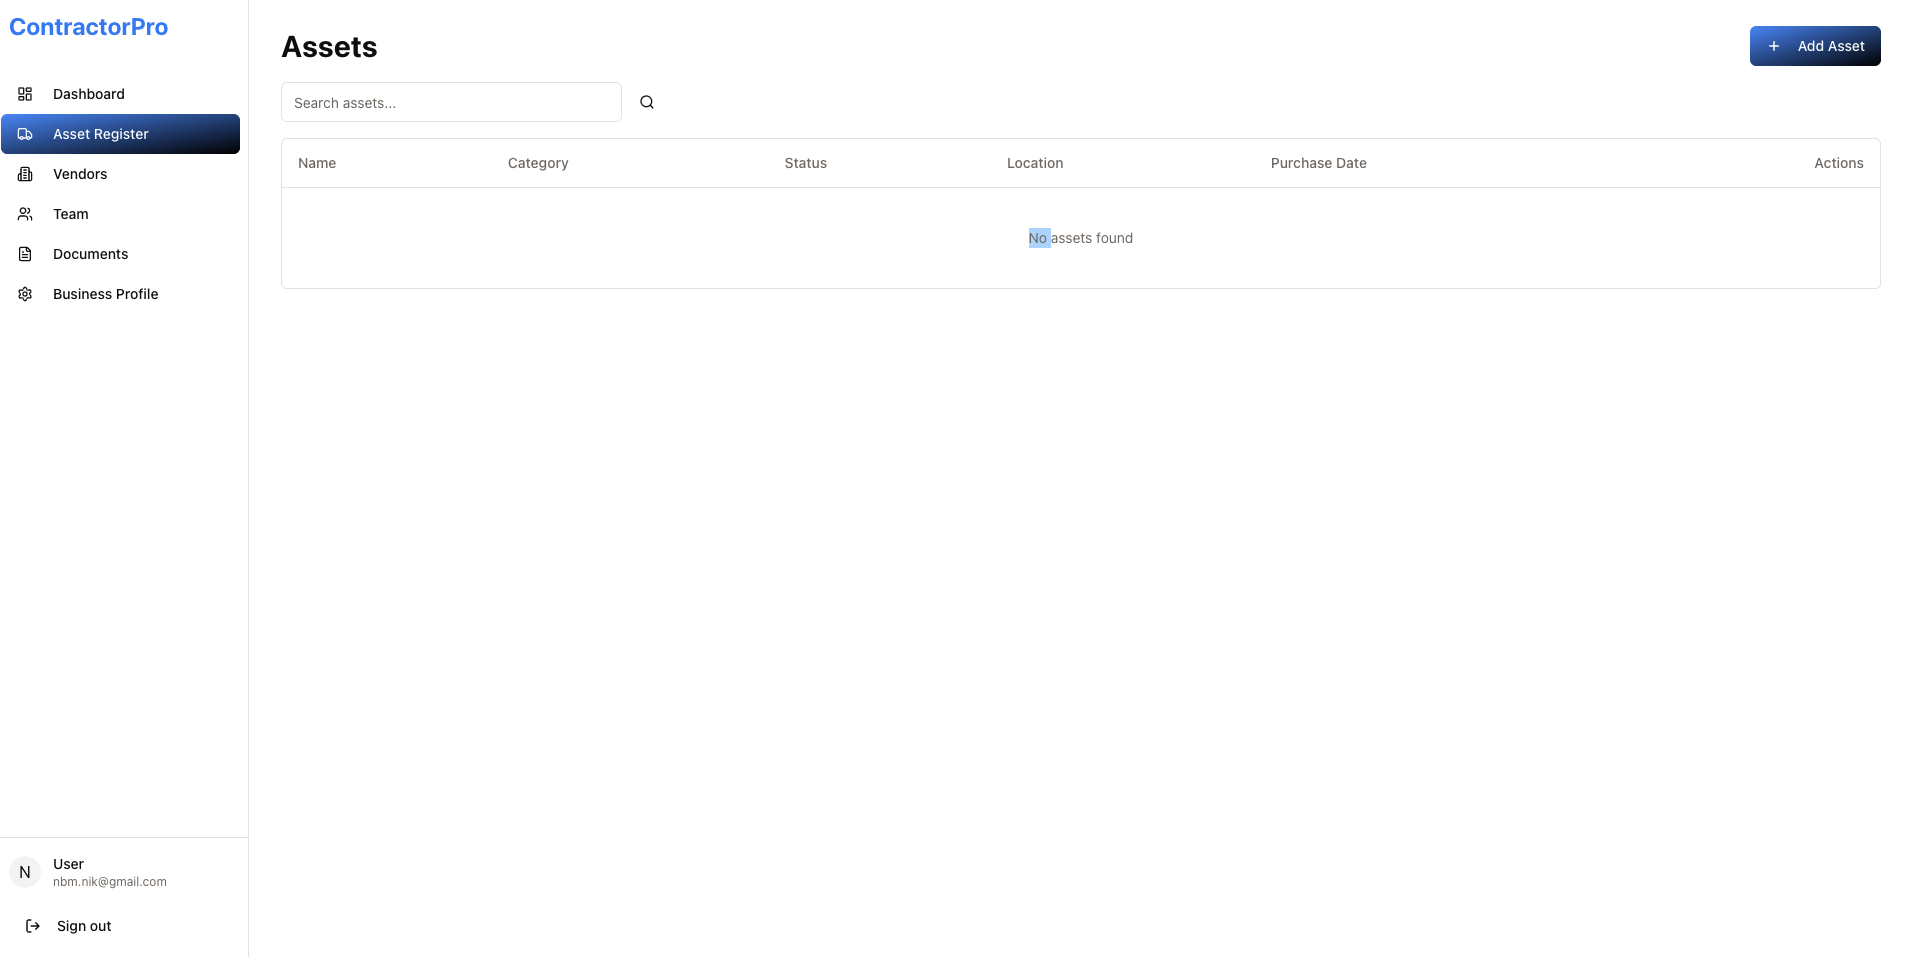 ContractorPro
Dashboard
Asset Register
Vendors
Team
Documents
Business Profile
User
N
nbm.nik@gmail.com
Sign out
Assets
Add Asset
Search assets...
Name Category Status Location Purchase Date Actions
No assets found